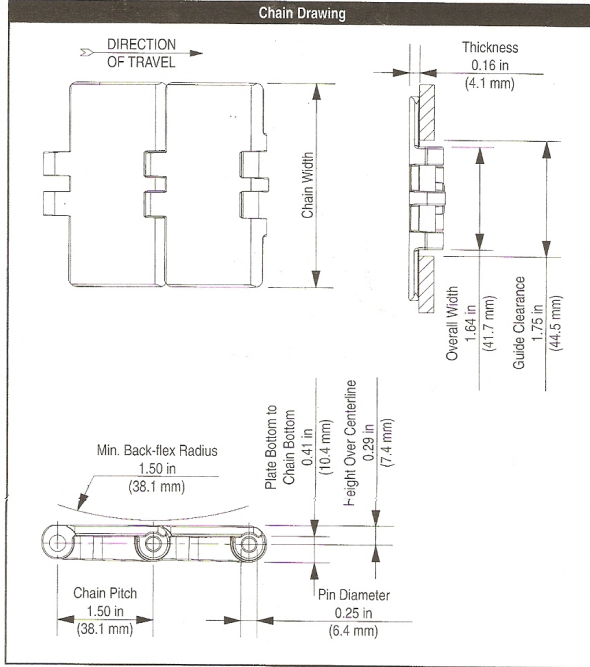 Chain Drawing
DIRECTION
OF TRAVEL
Thickness
0.16 in
(4.1 mm)
Chain Width
Overall Width
1.64 in
(41.7 mm)
Guide Clearance
1.75 in
(44.5 mm)
Plate Bottom to
Chain Bottom
0.41 in
(10.4 mm)
Height Over Centerline
0.29 in
(7.4 mm)
Min. Back-flex Radius
1.50 in
(38.1 mm)
Chain Pitch
1.50 in
(38.1 mm)
Pin Diameter
0.25 in
(6.4 mm)